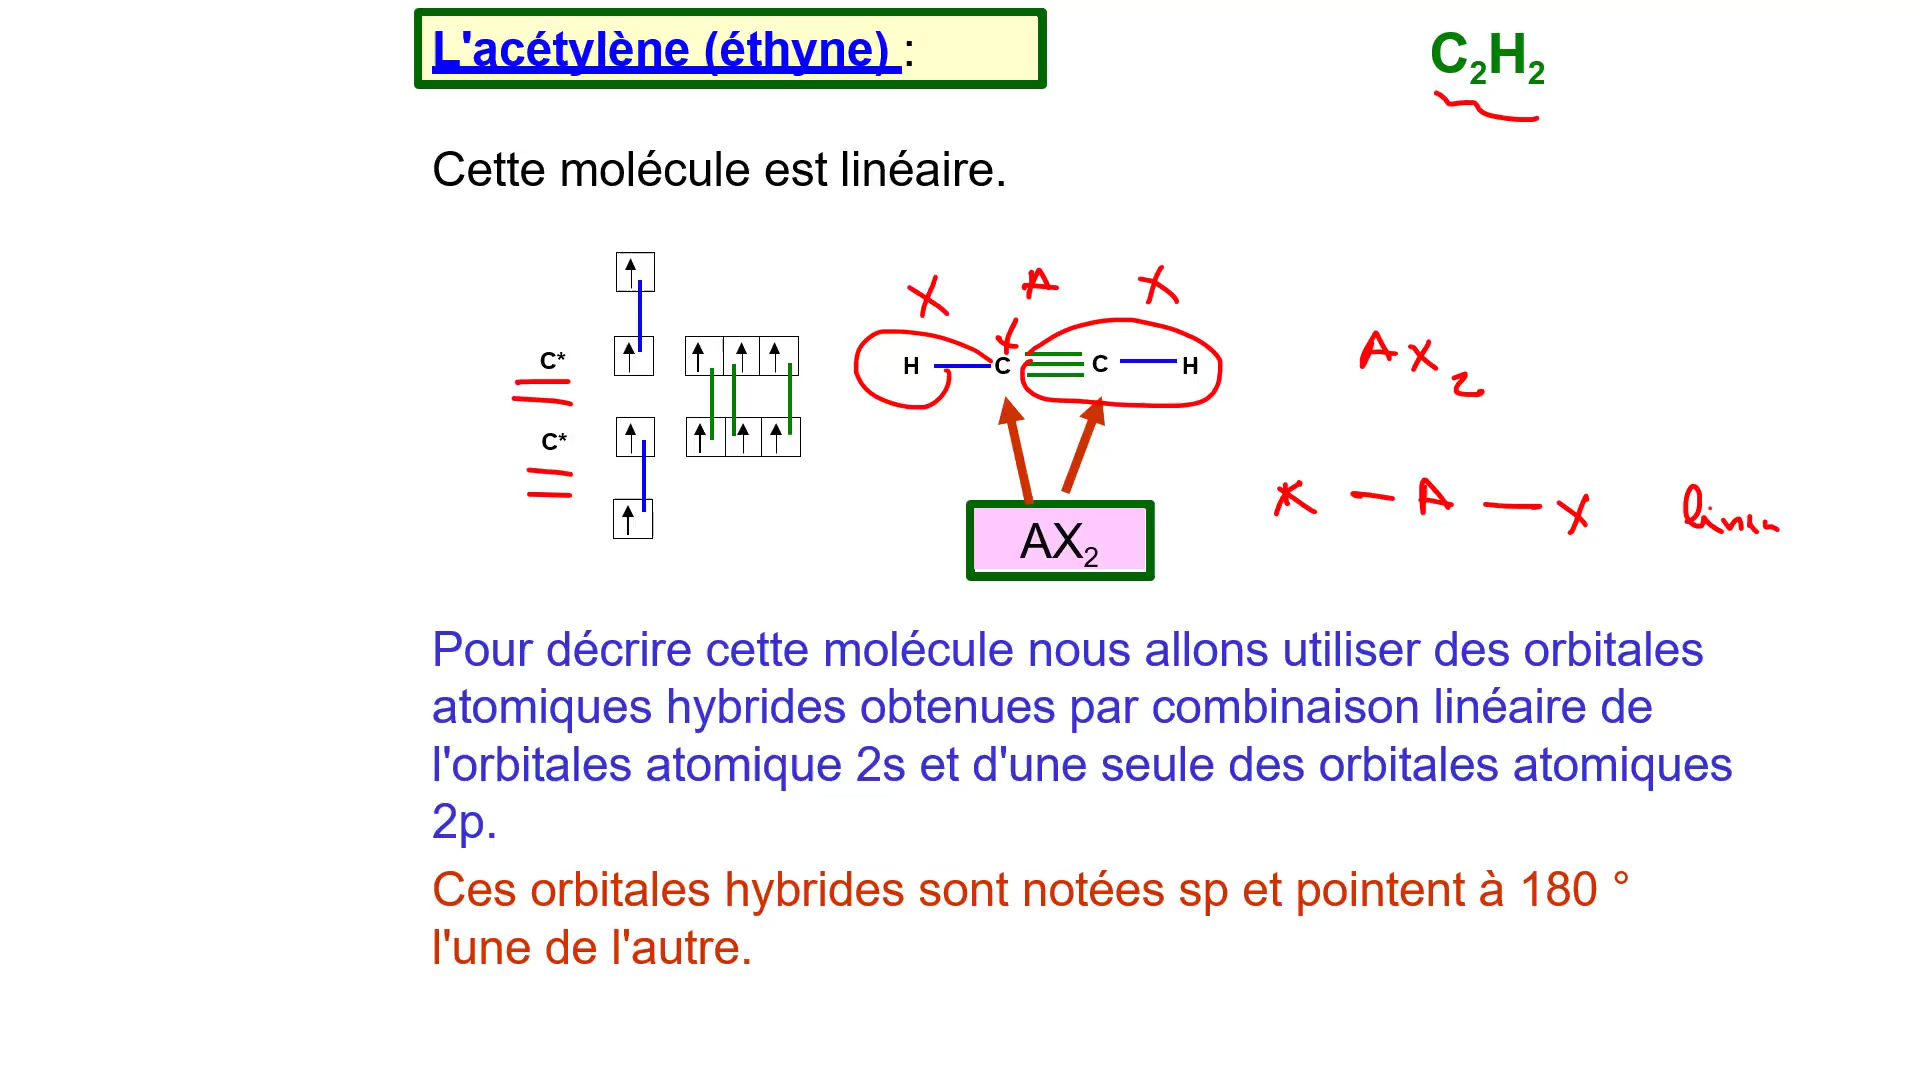 L'acétylène (éthyne) :
C₂H₂
Cette molécule est linéaire.
X A X
C*
H C C H
AX₂
C*
X – A – X
AX₂
Pour décrire cette molécule nous allons utiliser des orbitales
atomiques hybrides obtenues par combinaison linéaire de
l'orbitales atomique 2s et d'une seule des orbitales atomiques
2p.
Ces orbitales hybrides sont notées sp et pointent à 180 °
l'une de l'autre.